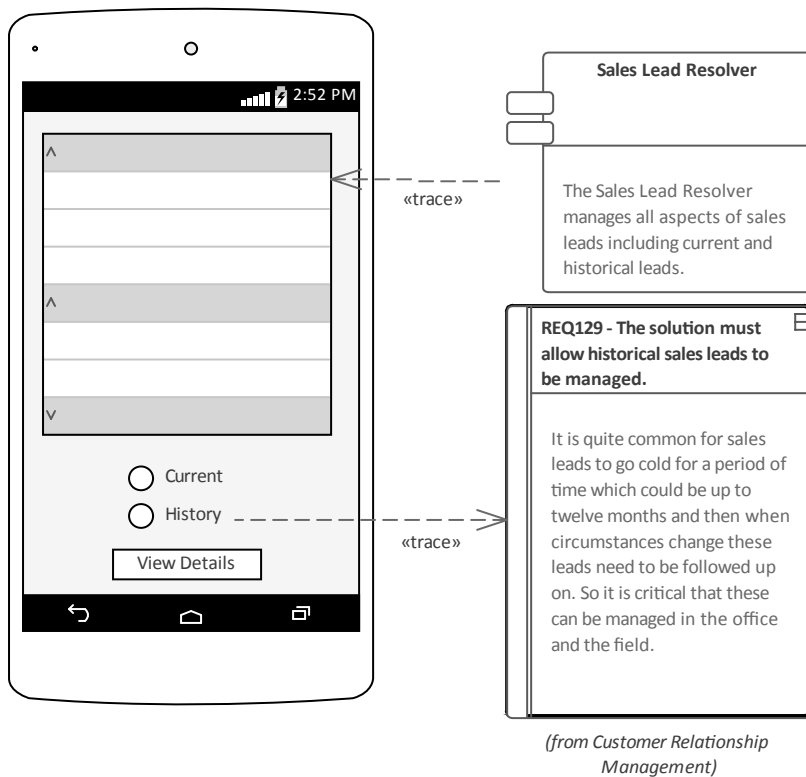 2:52 PM
Current
History
View Details
«trace»
«trace»
Sales Lead Resolver
The Sales Lead Resolver
manages all aspects of sales
leads including current and
historical leads.
REQ129 - The solution must
allow historical sales leads to
be managed.
It is quite common for sales
leads to go cold for a period of
time which could be up to
twelve months and then when
circumstances change these
leads need to be followed up
on. So it is critical that these
can be managed in the office
and the field.
(from Customer Relationship
Management)